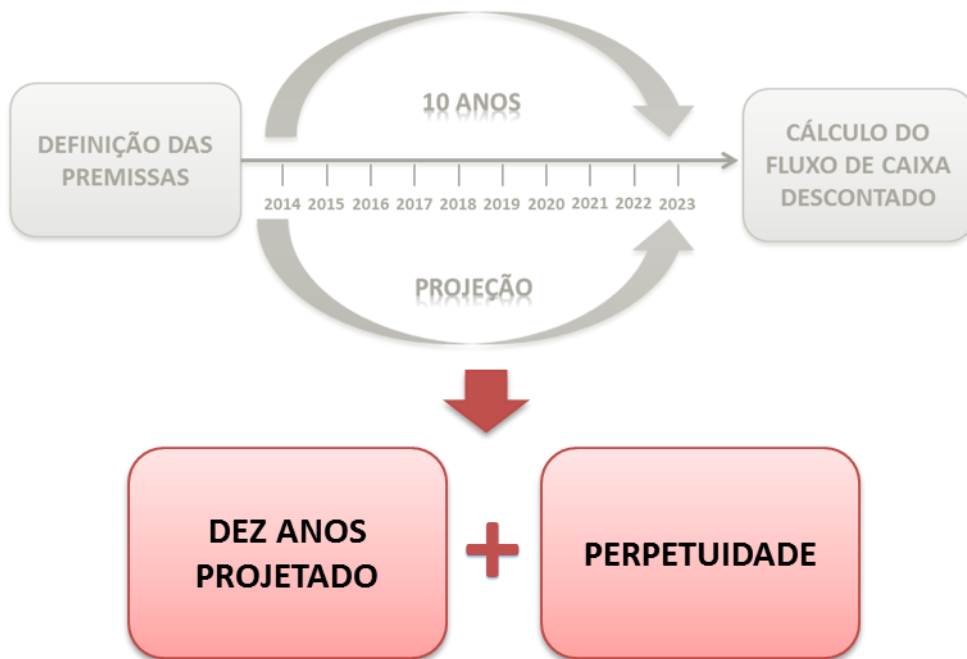 10 ANOS
DEFINIÇÃO DAS
PREMISSAS
CÁLCULO DO
FLUXO DE CAIXA
DESCONTADO
2014 2015 2016 2017 2018 2019 2020 2021 2022 2023
PROJEÇÃO
DEZ ANOS
PROJETADO
+
PERPETUIDADE